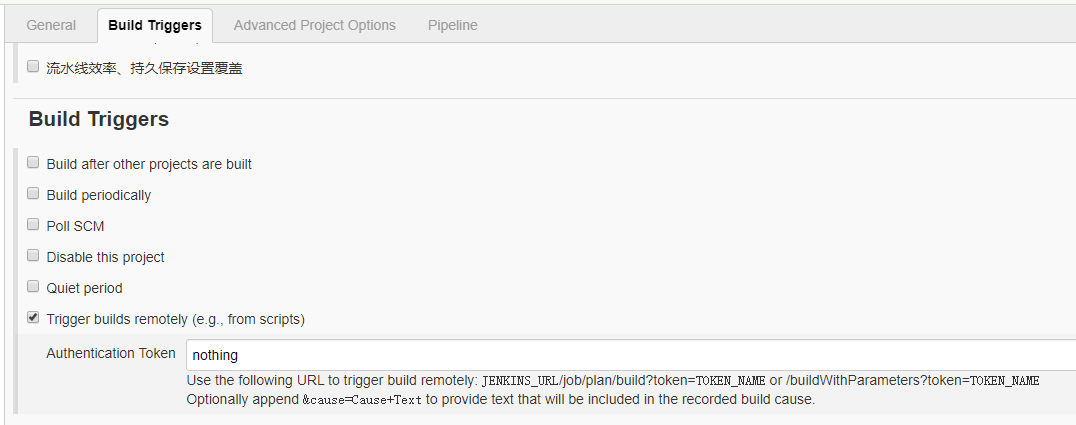 General Build Triggers Advanced Project Options Pipeline
流水线效率、持久保存设置覆盖
Build Triggers
Build after other projects are built
Build periodically
Poll SCM
Disable this project
Quiet period
Trigger builds remotely (e.g., from scripts)
Authentication Token nothing
Use the following URL to trigger build remotely: JENKINS_URL/job/plan/build?token=TOKEN_NAME or /buildWithParameters?token=TOKEN_NAME
Optionally append &cause=Cause+Text to provide text that will be included in the recorded build cause.